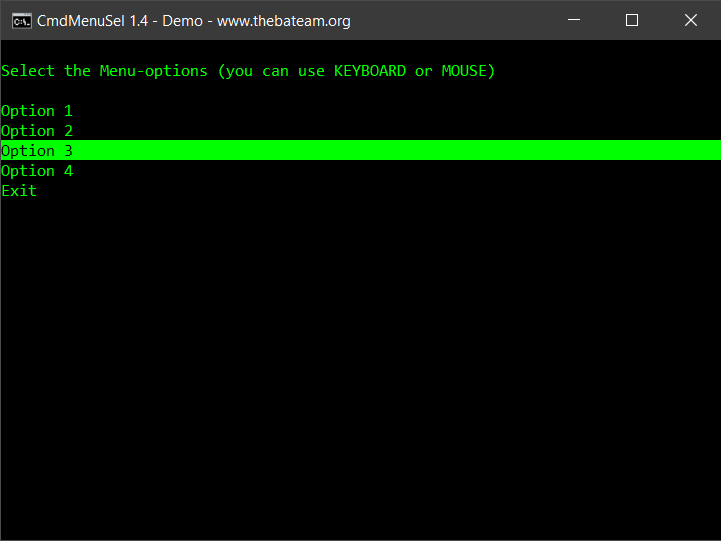 CmdMenuSel 1.4 - Demo - www.thebateam.org
Select the Menu-options (you can use KEYBOARD or MOUSE)
Option 1
Option 2
Option 3
Option 4
Exit